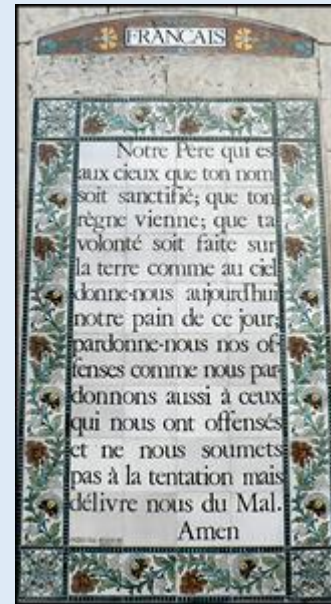 FRANÇAIS
Notre Père qui es
aux cieux que ton nom
soit sanctifié; que ton
règne vienne; que ta
volonté soit faite sur
la terre comme au ciel
donne-nous aujourd'hui
notre pain de ce jour;
pardonne-nous nos of-
fenses comme nous par
donnons aussi à ceux
qui nous ont offensés
et ne nous soumets
pas à la tentation mais
délivre nous du Mal.
Amen